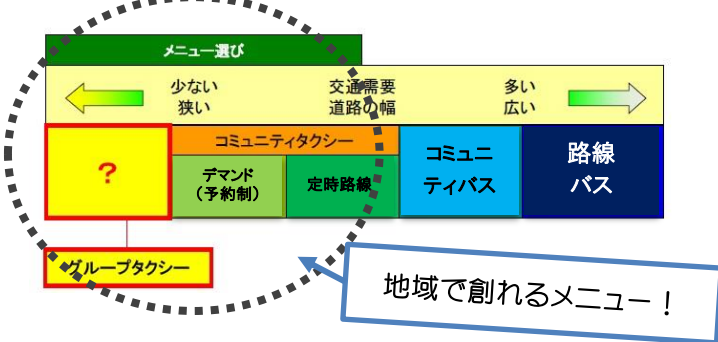 メニュー選び
少ない 交通需要 多い
狭い 道路の幅 広い
?
コミュニティタクシー
デマンド
(予約制)
定時路線
コミュニ
ティバス
路線
バス
グループタクシー
地域で創れるメニュー!